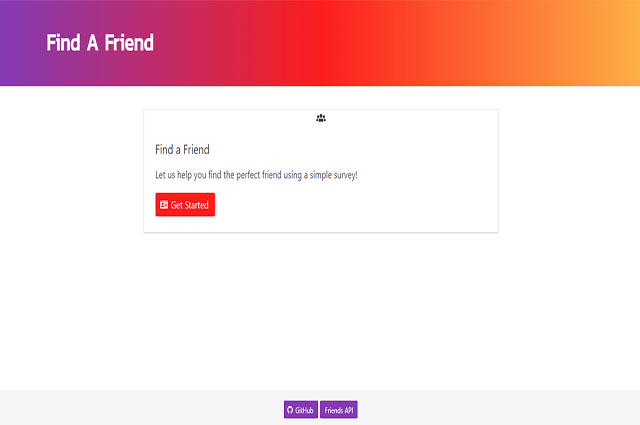 Find A Friend
Find a Friend
Let us help you find the perfect friend using a simple survey!
Get Started
GitHub Friends API